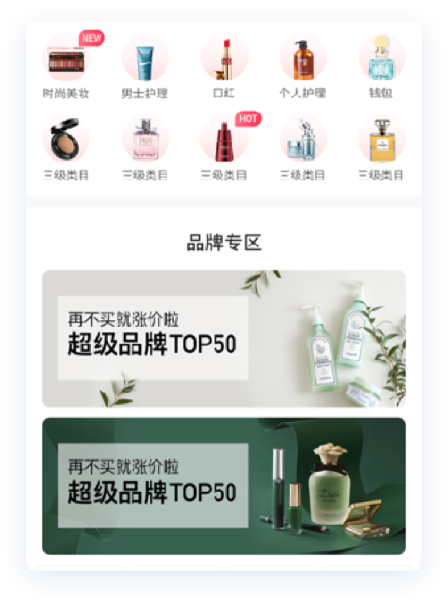 NEW
时尚美妆 男士护理 口红 个人护理 钱包
HOT
三级类目 三级类目 三级类目 三级类目 三级类目
品牌专区
再不买就涨价啦
超级品牌TOP50
再不买就涨价啦
超级品牌TOP50